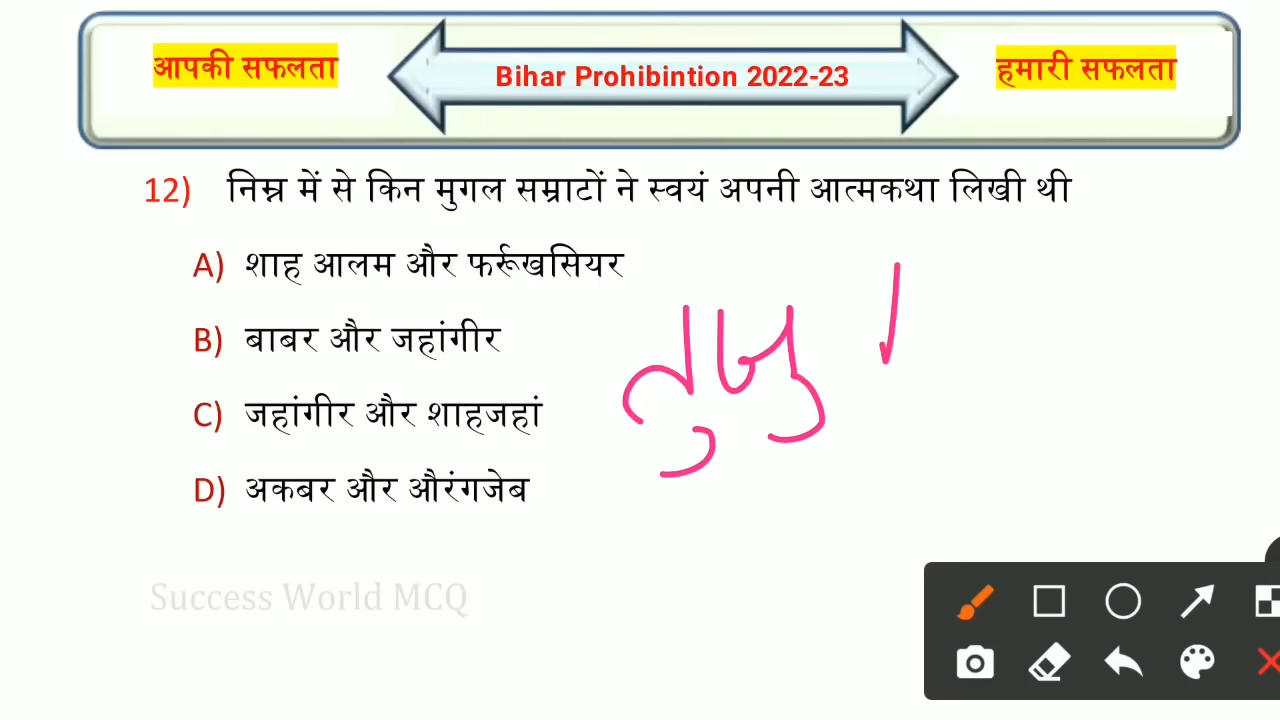 आपकी सफलता
Bihar Prohibintion 2022-23
हमारी सफलता
12) निम्न में से किन मुगल सम्राटों ने स्वयं अपनी आत्मकथा लिखी थी
A) शाह आलम और फर्रूखसियर
B) बाबर और जहांगीर
C) जहांगीर और शाहजहां
D) अकबर और औरंगजेब
Success World MCQ